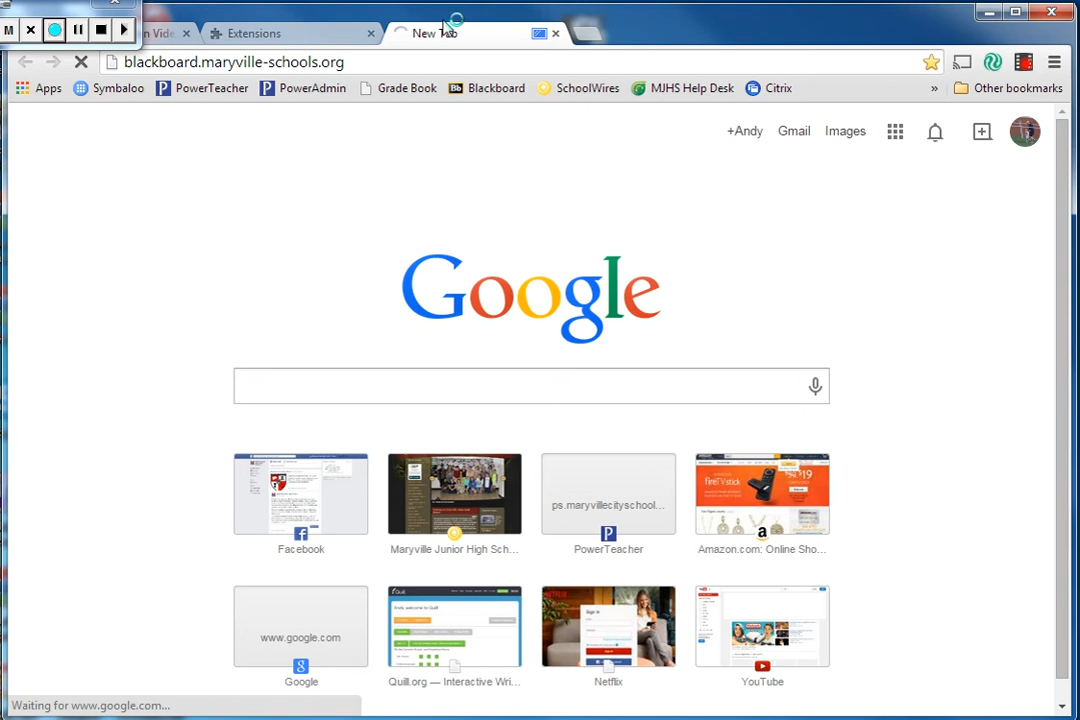 M
n Vide
Extensions
New Tab
blackboard.maryville-schools.org
Apps Symbaloo PowerTeacher PowerAdmin Grade Book Bb Blackboard SchoolWires MJHS Help Desk Citrix » Other bookmarks
+Andy Gmail Images
Google
ps.maryvillecityschool...
Facebook Maryville Junior High Sch... PowerTeacher Amazon.com: Online Sho...
www.google.com
Google Quill.org — Interactive Wri... Netflix YouTube
Waiting for www.google.com...